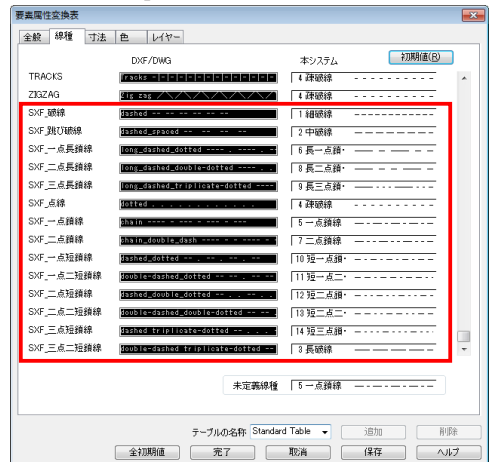 要素属性変換表
全般 線種 寸法 色 レイヤー
DXF/DWG 本システム 初期値(R)
TRACKS Tracks -|-|-|-|-|-|-|-|-|-|- 4 疎破線
ZIGZAG Zig zag 4 疎破線
SXF_破線 dashed -- -- -- -- -- -- 1 細破線
SXF_跳び破線 dashed_spaced -- -- -- -- 2 中破線
SXF_一点長鎖線 long_dashed_dotted ---- . ---- . -- 6 長一点鎖・
SXF_二点長鎖線 long_dashed_double-dotted ---- . . 8 長二点鎖・
SXF_三点長鎖線 long_dashed_triplicate-dotted ---- 9 長三点鎖・
SXF_点線 dotted . . . . . . . . . . . 4 疎破線
SXF_一点鎖線 chain ---- - --- - --- - --- 5 一点鎖線
SXF_二点鎖線 chain_double_dash ---- - - ---- - - 7 二点鎖線
SXF_一点短鎖線 dashed_dotted -- . -- . -- . -- 10 短一点鎖・
SXF_一点二短鎖線 double-dashed_dotted -- -- . -- -- 11 短一点二・
SXF_二点短鎖線 dashed_double_dotted -- . . -- . . 12 短二点鎖・
SXF_二点二短鎖線 double-dashed_double-dotted -- -- . 13 短二点二・
SXF_三点短鎖線 dashed triplicate-dotted -- . . . 14 短三点鎖・
SXF_三点二短鎖線 double-dashed triplicate-dotted -- 3 長破線
未定義線種 5 一点鎖線
テーブルの名称 Standard Table 追加 削除
全初期値 完了 取消 保存 ヘルプ